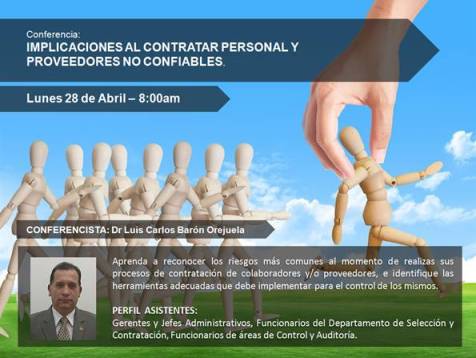 Conferencia:
IMPLICACIONES AL CONTRATAR PERSONAL Y
PROVEEDORES NO CONFIABLES.
Lunes 28 de Abril – 8:00am
CONFERENCISTA: Dr Luis Carlos Barón Orejuela
Aprenda a reconocer los riesgos más comunes al momento de realizas sus
procesos de contratación de colaboradores y/o proveedores, e identifique las
herramientas adecuadas que debe implementar para el control de los mismos.
PERFIL ASISTENTES:
Gerentes y Jefes Administrativos, Funcionarios del Departamento de Selección y
Contratación, Funcionarios de áreas de Control y Auditoría.